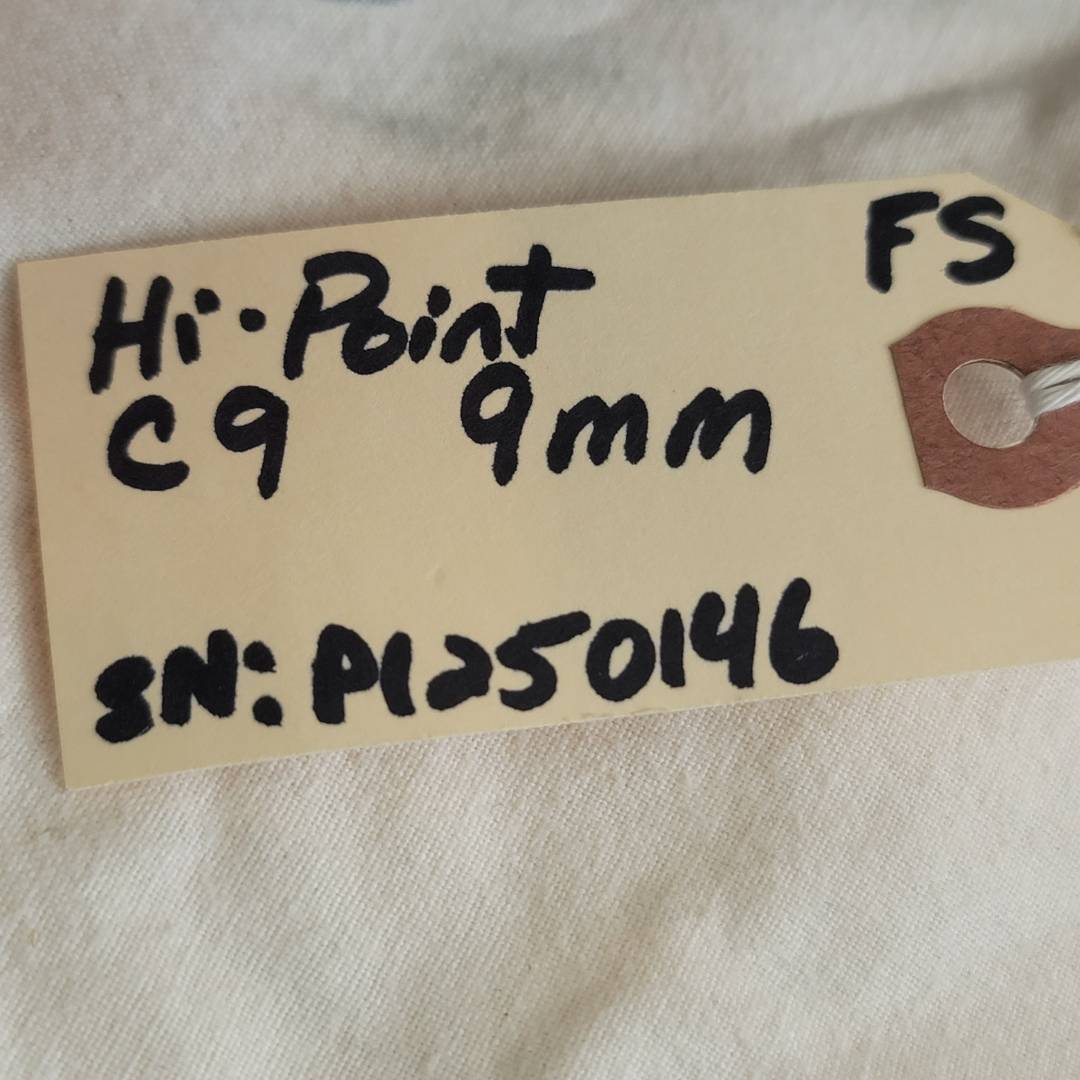 FS
Hi-Point
C9 9mm
SN: P1250146